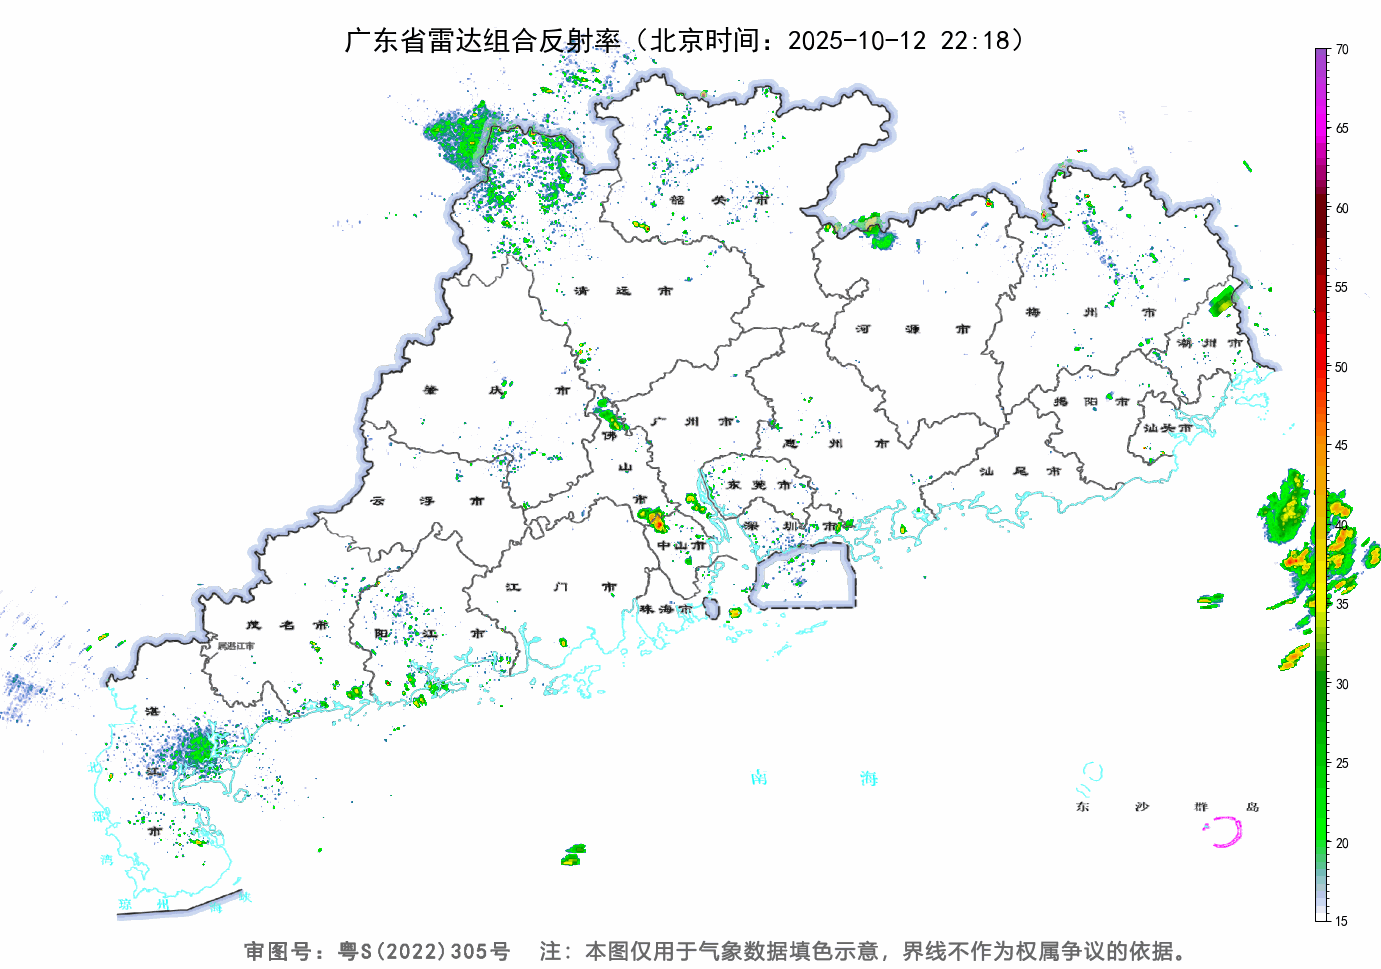 广东省雷达组合反射率（北京时间：2025-10-12 22:18）
70
65
60
55
50
45
40
35
30
25
20
15
韶关市
清远市
河源市
梅州市
潮州市
肇庆市
广州市
揭阳市
汕头市
佛山市
惠州市
汕尾市
云浮市
东莞市
深圳市
中山市
江门市
珠海市
茂名市
阳江市
属湛江市
湛江市
北部湾
琼州海峡
南海
东沙群岛
审图号：粤S(2022)305号 注：本图仅用于气象数据填色示意，界线不作为权属争议的依据。